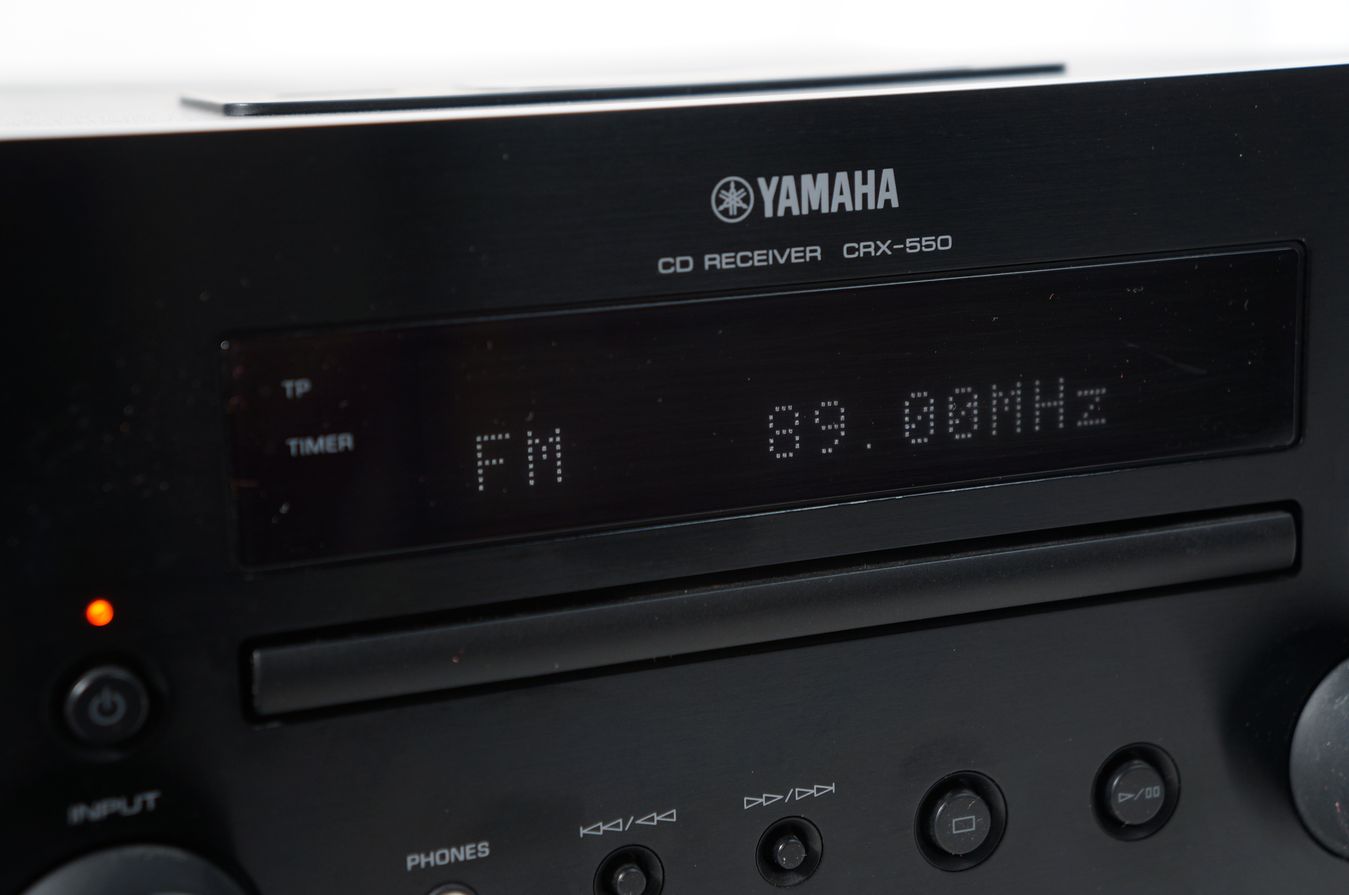 YAMAHA
CD RECEIVER CRX-550
TP
TIMER
FM 89.00MHz
INPUT
PHONES